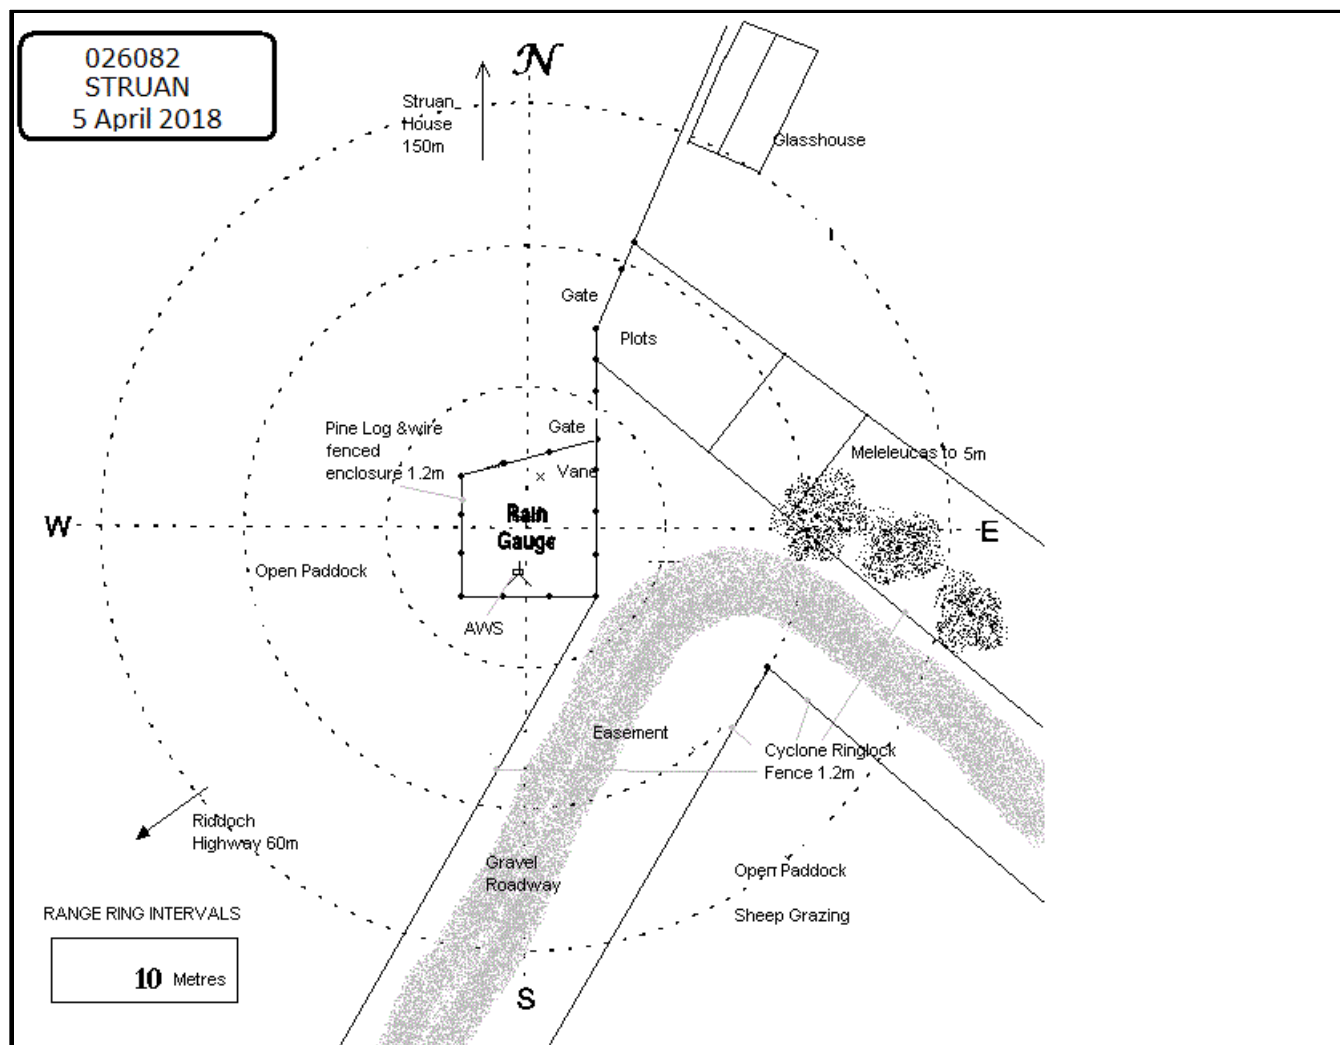 026082
STRUAN
5 April 2018
N
Struan
House
150m
Glasshouse
Gate
Plots
Pine Log &wire
fenced
enclosure 1.2m
Gate
Vane
Meleleucas to 5m
W
Rain
Gauge
E
Open Paddock
AWS
Easement
Cyclone Ringlock
Fence 1.2m
Riddoch
Highway 60m
Gravel
Roadway
Open Paddock
Sheep Grazing
RANGE RING INTERVALS
10 Metres
S